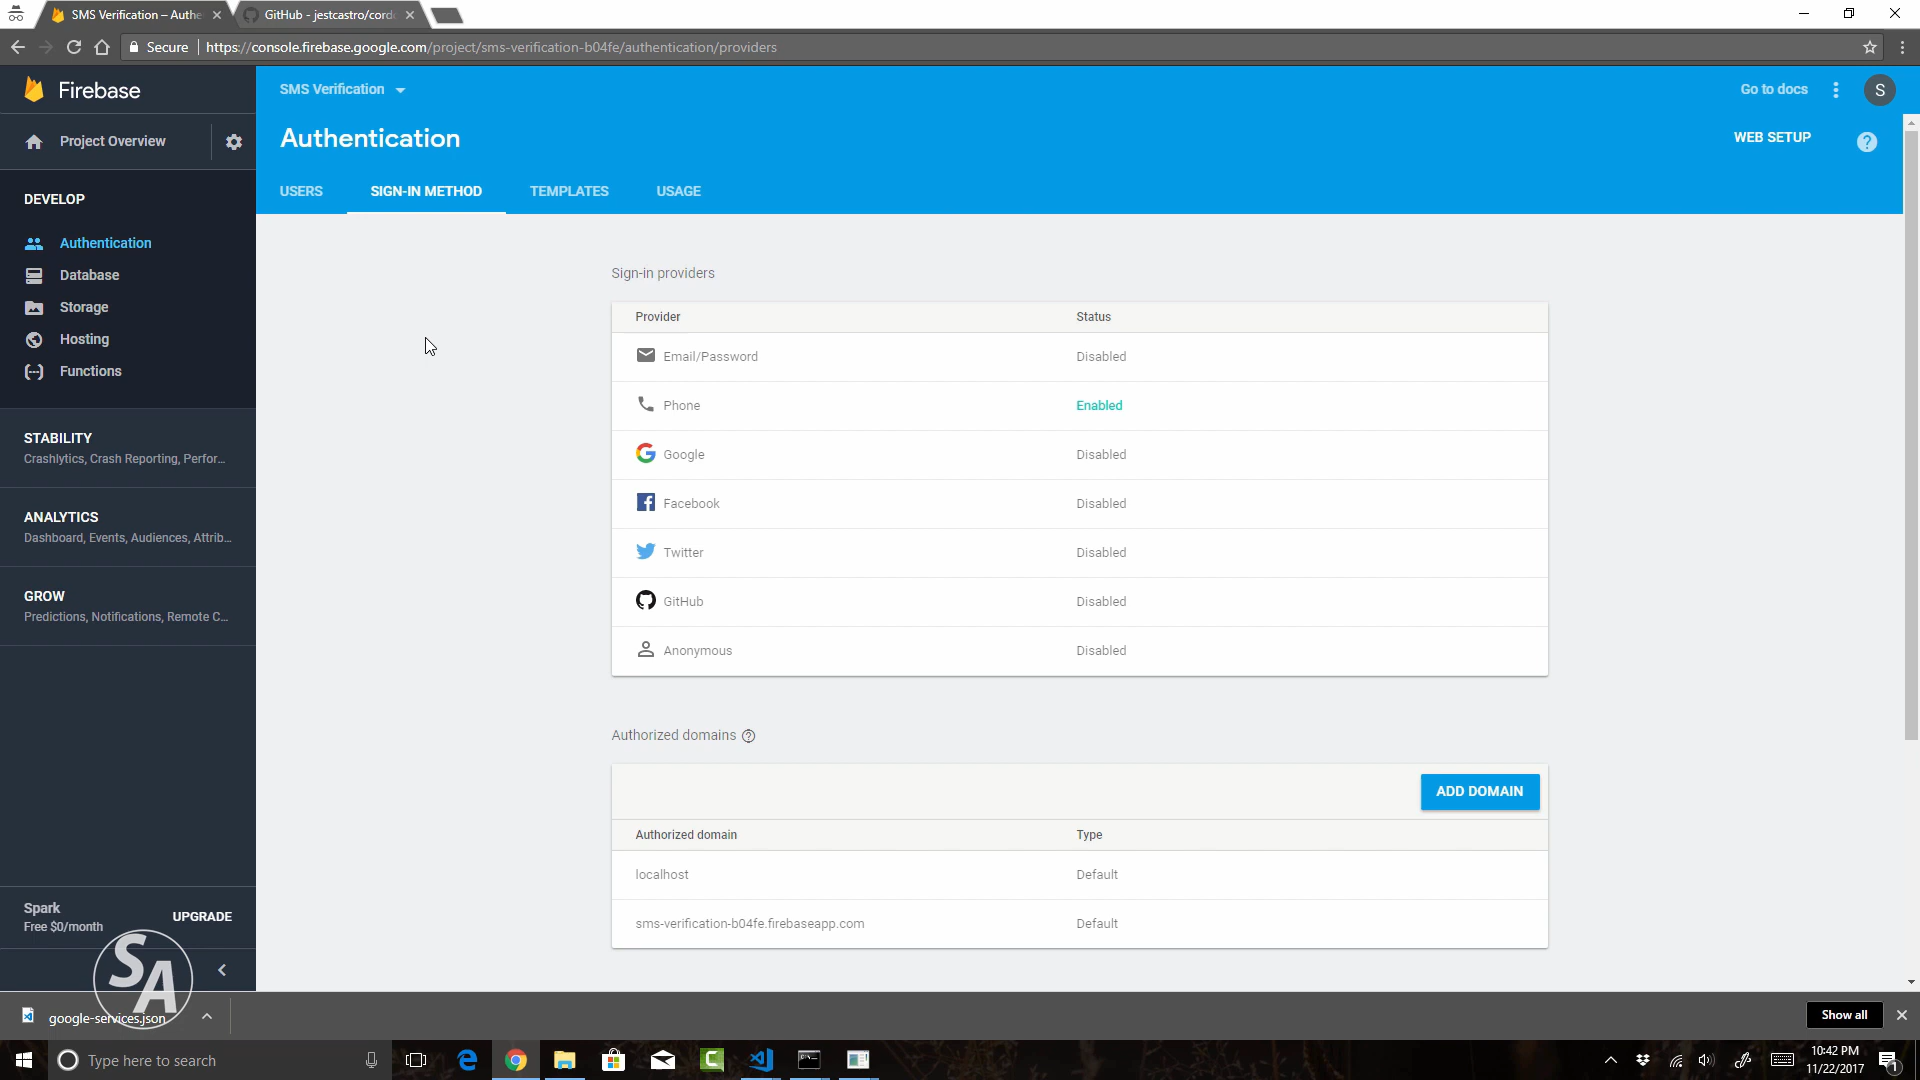 SMS Verification – Authe
GitHub - jestcastro/cord
Secure
https://console.firebase.google.com/project/sms-verification-b04fe/authentication/providers
Firebase
SMS Verification
Go to docs
S
Project Overview
Authentication
WEB SETUP
?
USERS
SIGN-IN METHOD
TEMPLATES
USAGE
DEVELOP
Authentication
Database
Storage
Hosting
Functions
STABILITY
Crashlytics, Crash Reporting, Perfor...
ANALYTICS
Dashboard, Events, Audiences, Attrib...
GROW
Predictions, Notifications, Remote C...
Spark
Free $0/month
UPGRADE
Sign-in providers
Provider Status
Email/Password Disabled
Phone Enabled
Google Disabled
Facebook Disabled
Twitter Disabled
GitHub Disabled
Anonymous Disabled
Authorized domains ?
ADD DOMAIN
Authorized domain Type
localhost Default
sms-verification-b04fe.firebaseapp.com Default
SA
google-services.json
Show all
Type here to search
10:42 PM
11/22/2017
1